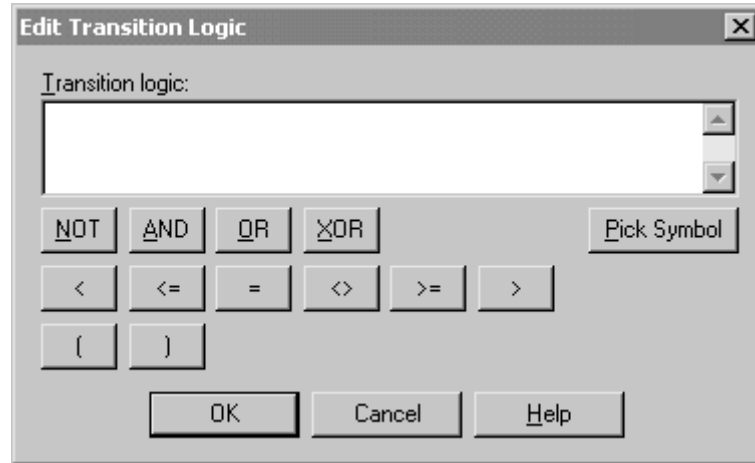 Edit Transition Logic
Transition logic:
NOT AND OR XOR Pick Symbol
< <= = <> >= >
( )
OK Cancel Help